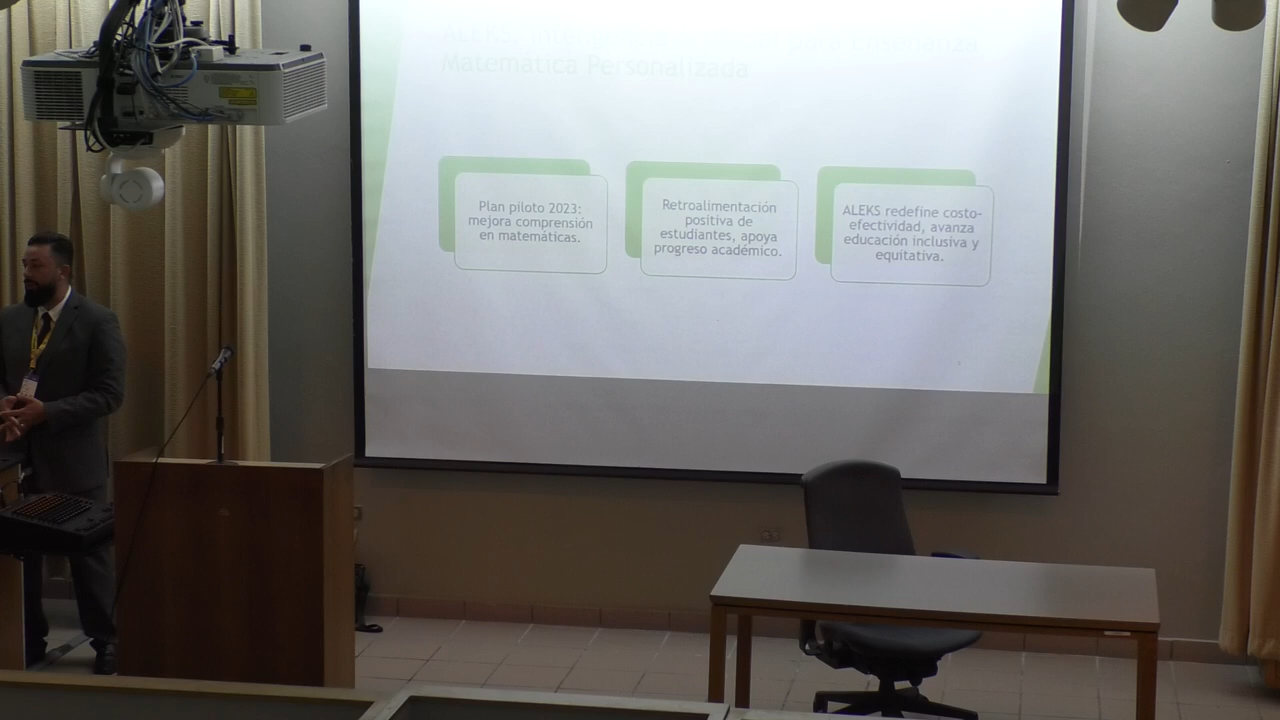 Matemática Personalizada
Plan piloto 2023:
mejora comprensión
en matemáticas.
Retroalimentación
positiva de
estudiantes, apoya
progreso académico.
ALEKS redefine costo-
efectividad, avanza
educación inclusiva y
equitativa.